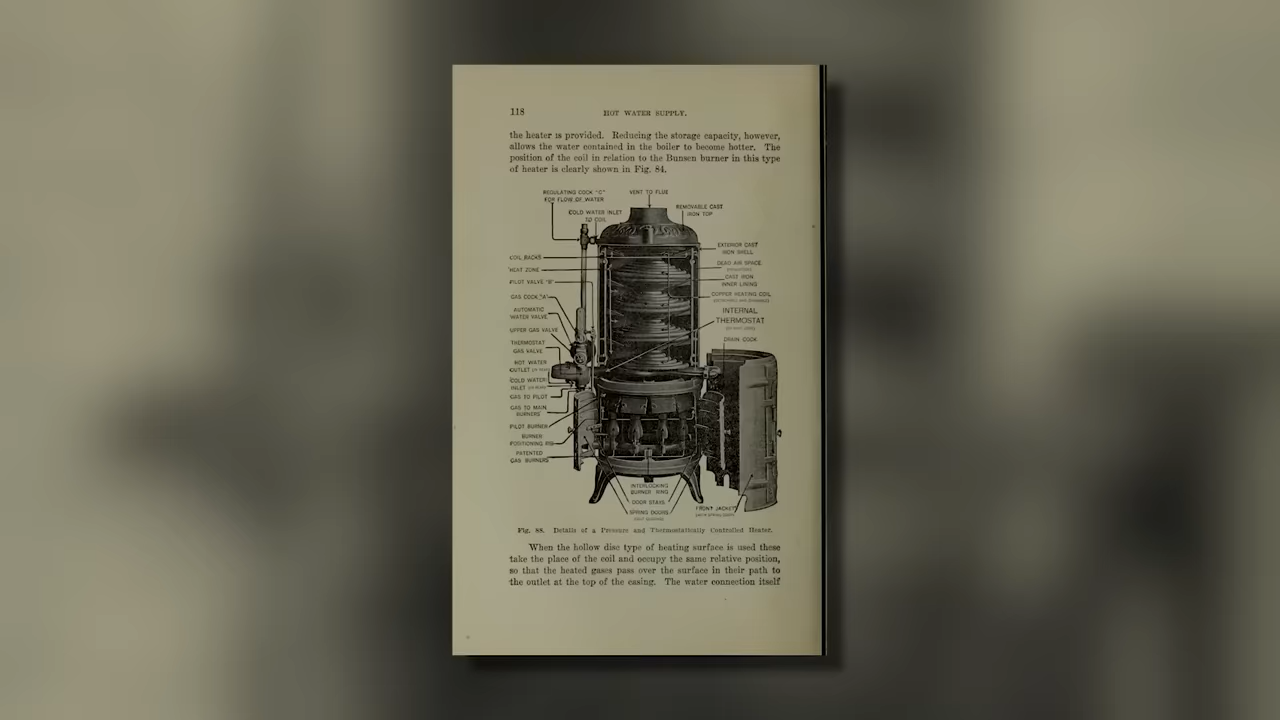 118
HOT WATER SUPPLY.
the heater is provided. Reducing the storage capacity, however,
allows the water contained in the boiler to become hotter. The
position of the coil in relation to the Bunsen burner in this type
of heater is clearly shown in Fig. 84.
REGULATING COCK "C"
FOR FLOW OF WATER
VENT TO FLUE
COLD WATER INLET
TO COIL
REMOVABLE CAST
IRON TOP
EXTERIOR CAST
IRON SHELL
COIL RACKS
DEAD AIR SPACE
HEAT ZONE
CAST IRON
INNER LINING
PILOT VALVE "B"
COPPER HEATING COIL
GAS COCK "A"
AUTOMATIC
WATER VALVE
INTERNAL
THERMOSTAT
UPPER GAS VALVE
DRAIN COCK
THERMOSTAT
GAS VALVE
HOT WATER
OUTLET
COLD WATER
INLET
GAS TO PILOT
GAS TO MAIN
BURNERS
PILOT BURNER
BURNER
POSITIONING RIB
PATENTED
GAS BURNERS
INTERLOCKING
BURNER RING
DOOR STAYS
SPRING DOORS
FRONT JACKET
Fig. 88. Details of a Pressure and Thermostatically Controlled Heater.
When the hollow disc type of heating surface is used these
take the place of the coil and occupy the same relative position,
so that the heated gases pass over the surface in their path to
the outlet at the top of the casing. The water connection itself